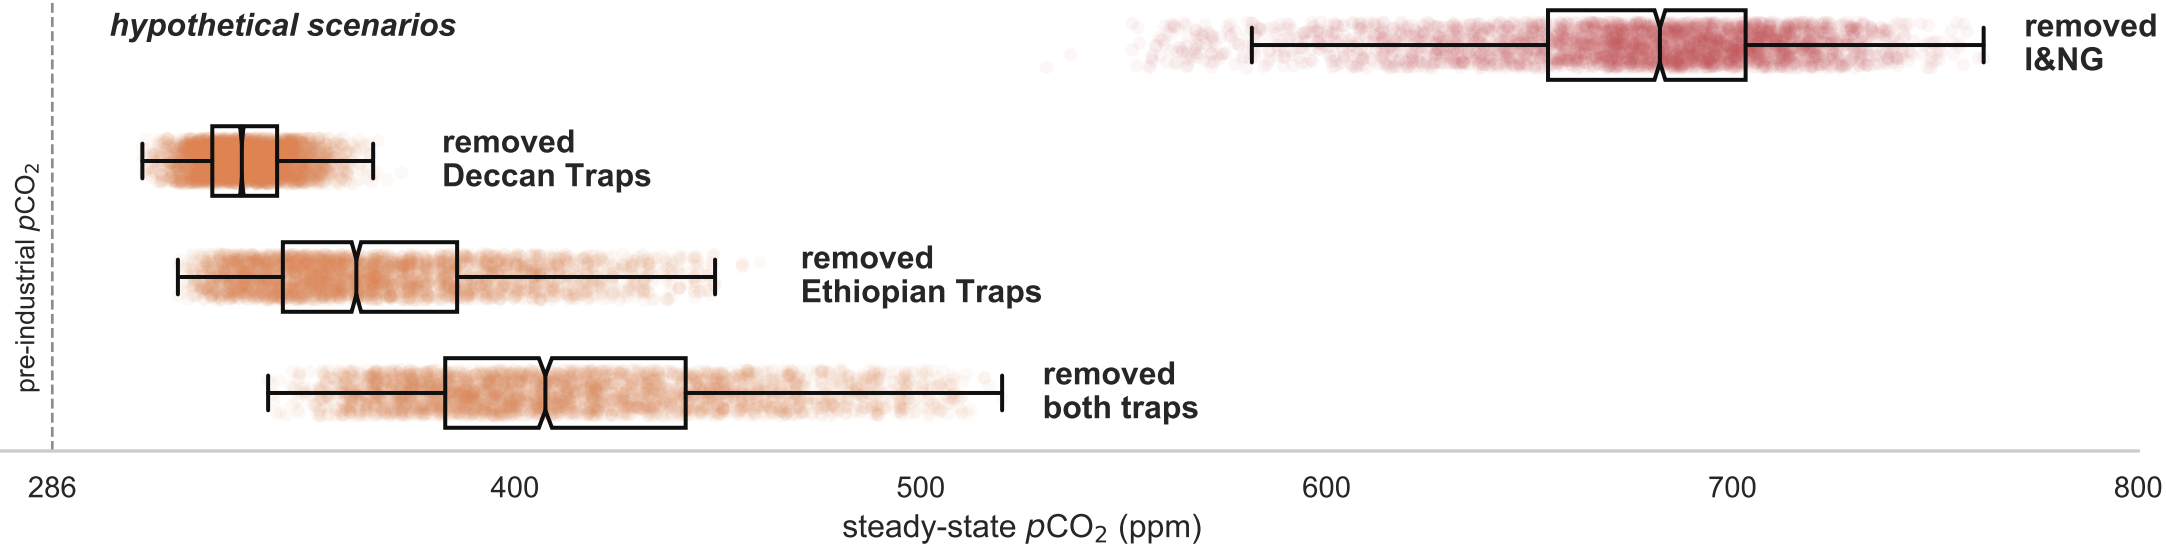 hypothetical scenarios
removed
I&NG
removed
Deccan Traps
removed
Ethiopian Traps
removed
both traps
pre-industrial pCO₂
286 400 500 600 700 800
steady-state pCO₂ (ppm)